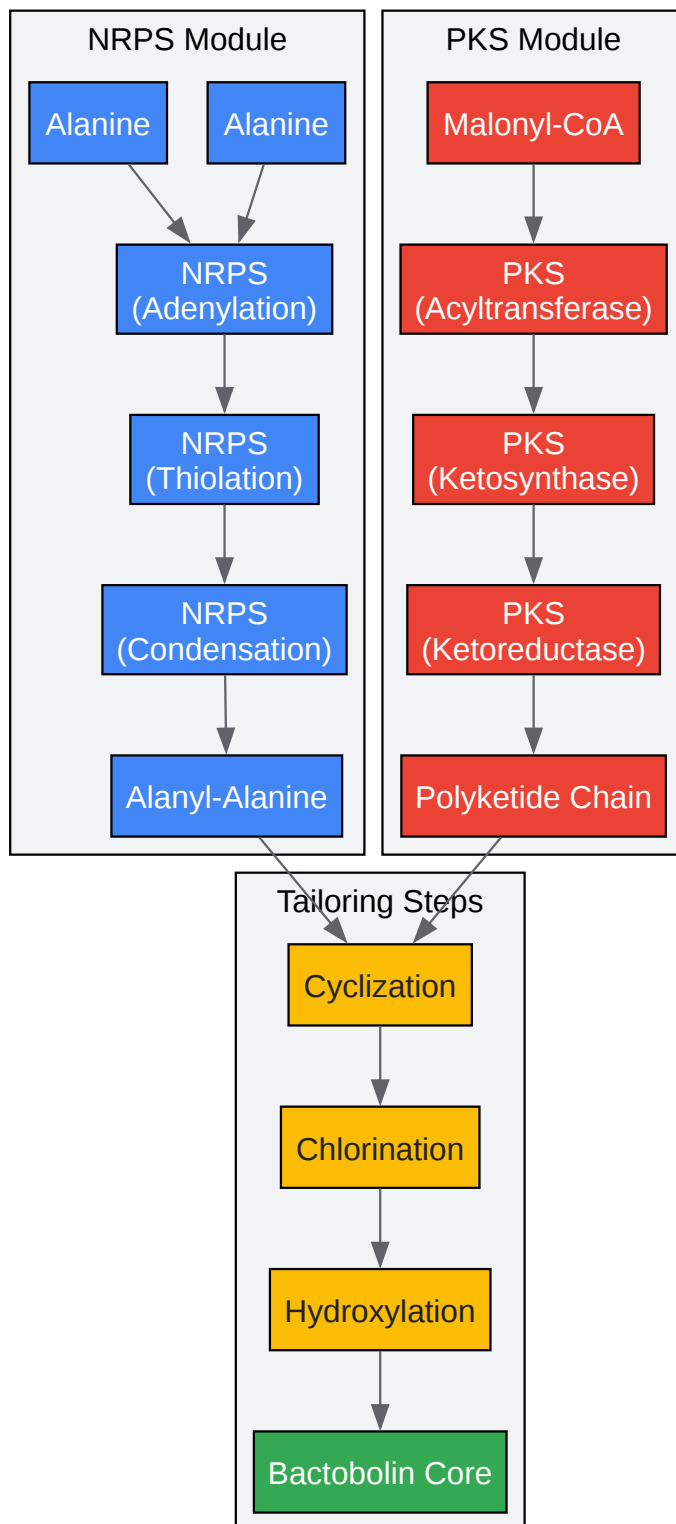 NRPS Module
Alanine
Alanine
NRPS
(Adenylation)
NRPS
(Thiolation)
NRPS
(Condensation)
Alanyl-Alanine
PKS Module
Malonyl-CoA
PKS
(Acyltransferase)
PKS
(Ketosynthase)
PKS
(Ketoreductase)
Polyketide Chain
Tailoring Steps
Cyclization
Chlorination
Hydroxylation
Bactobolin Core